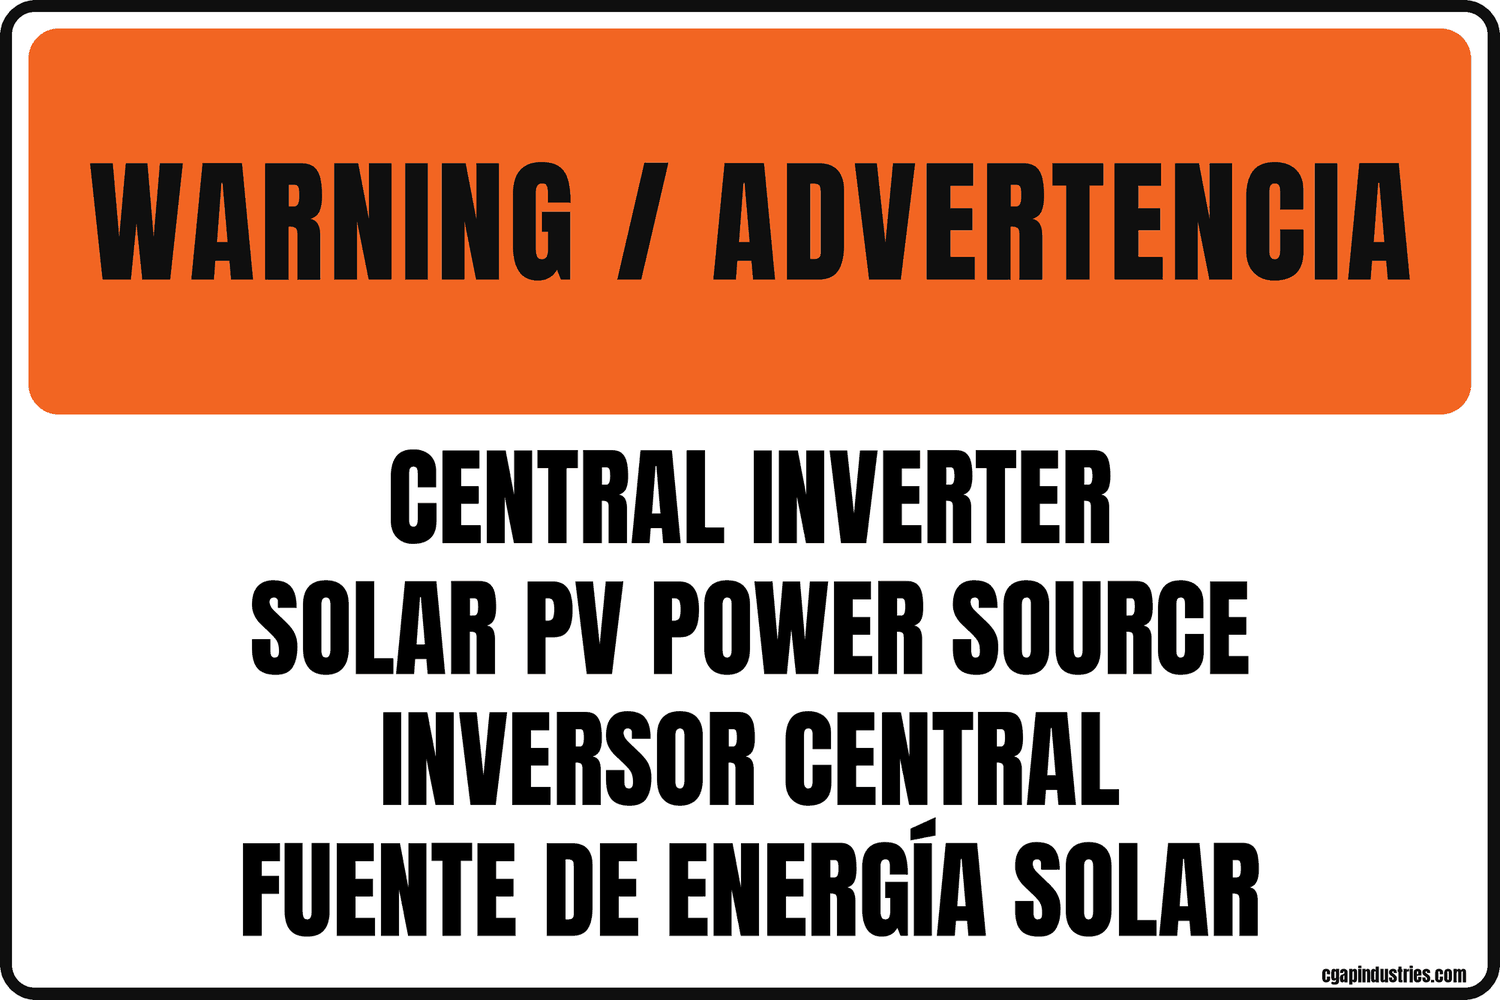 WARNING / ADVERTENCIA
CENTRAL INVERTER
SOLAR PV POWER SOURCE
INVERSOR CENTRAL
FUENTE DE ENERGÍA SOLAR
cgapindustries.com